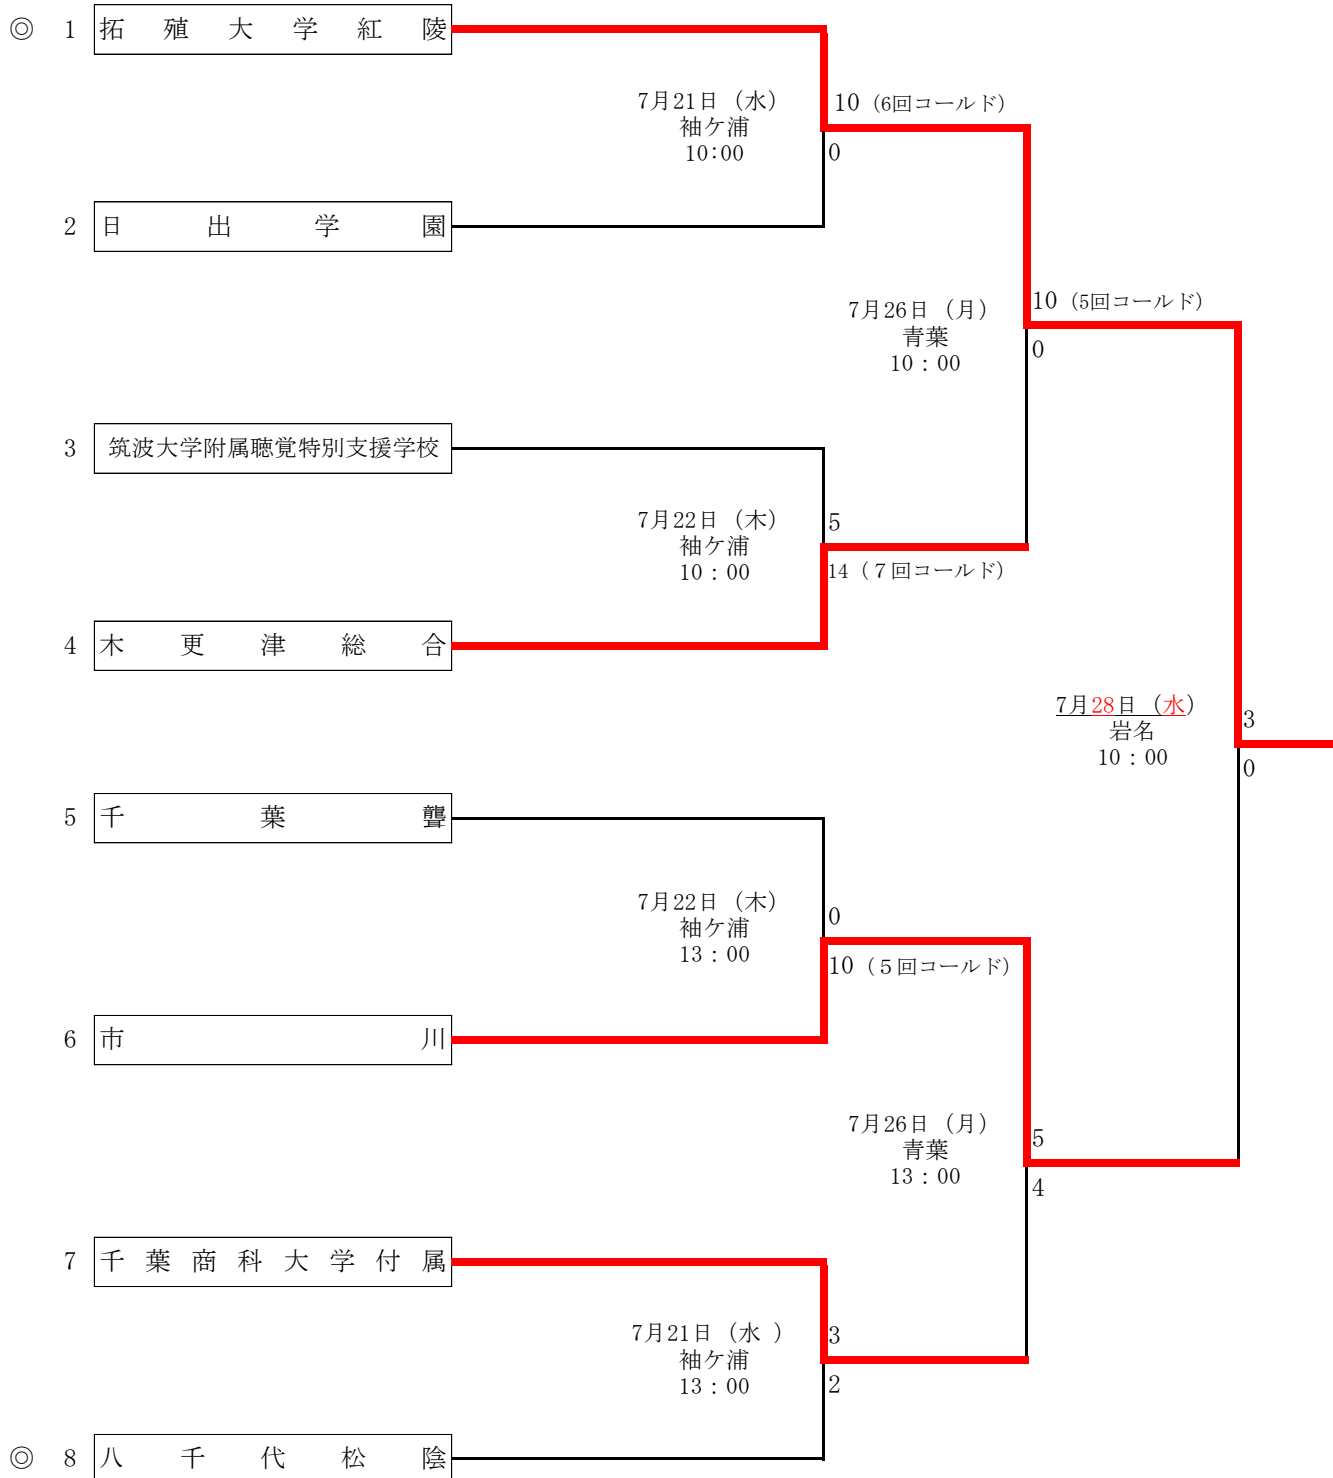 ◎ 1 拓殖大学紅陵
7月21日（水）
袖ケ浦
10:00
10（6回コールド）
0
2 日出学園
7月26日（月）
青葉
10：00
10（5回コールド）
0
3 筑波大学附属聴覚特別支援学校
7月22日（木）
袖ケ浦
10：00
5
14（７回コールド）
4 木更津総合
7月28日（水）
岩名
10：00
3
0
5 千葉聾
7月22日（木）
袖ケ浦
13：00
0
10（５回コールド）
6 市川
7月26日（月）
青葉
13：00
5
4
7 千葉商科大学付属
7月21日（水 ）
袖ケ浦
13：00
3
2
◎ 8 八千代松陰